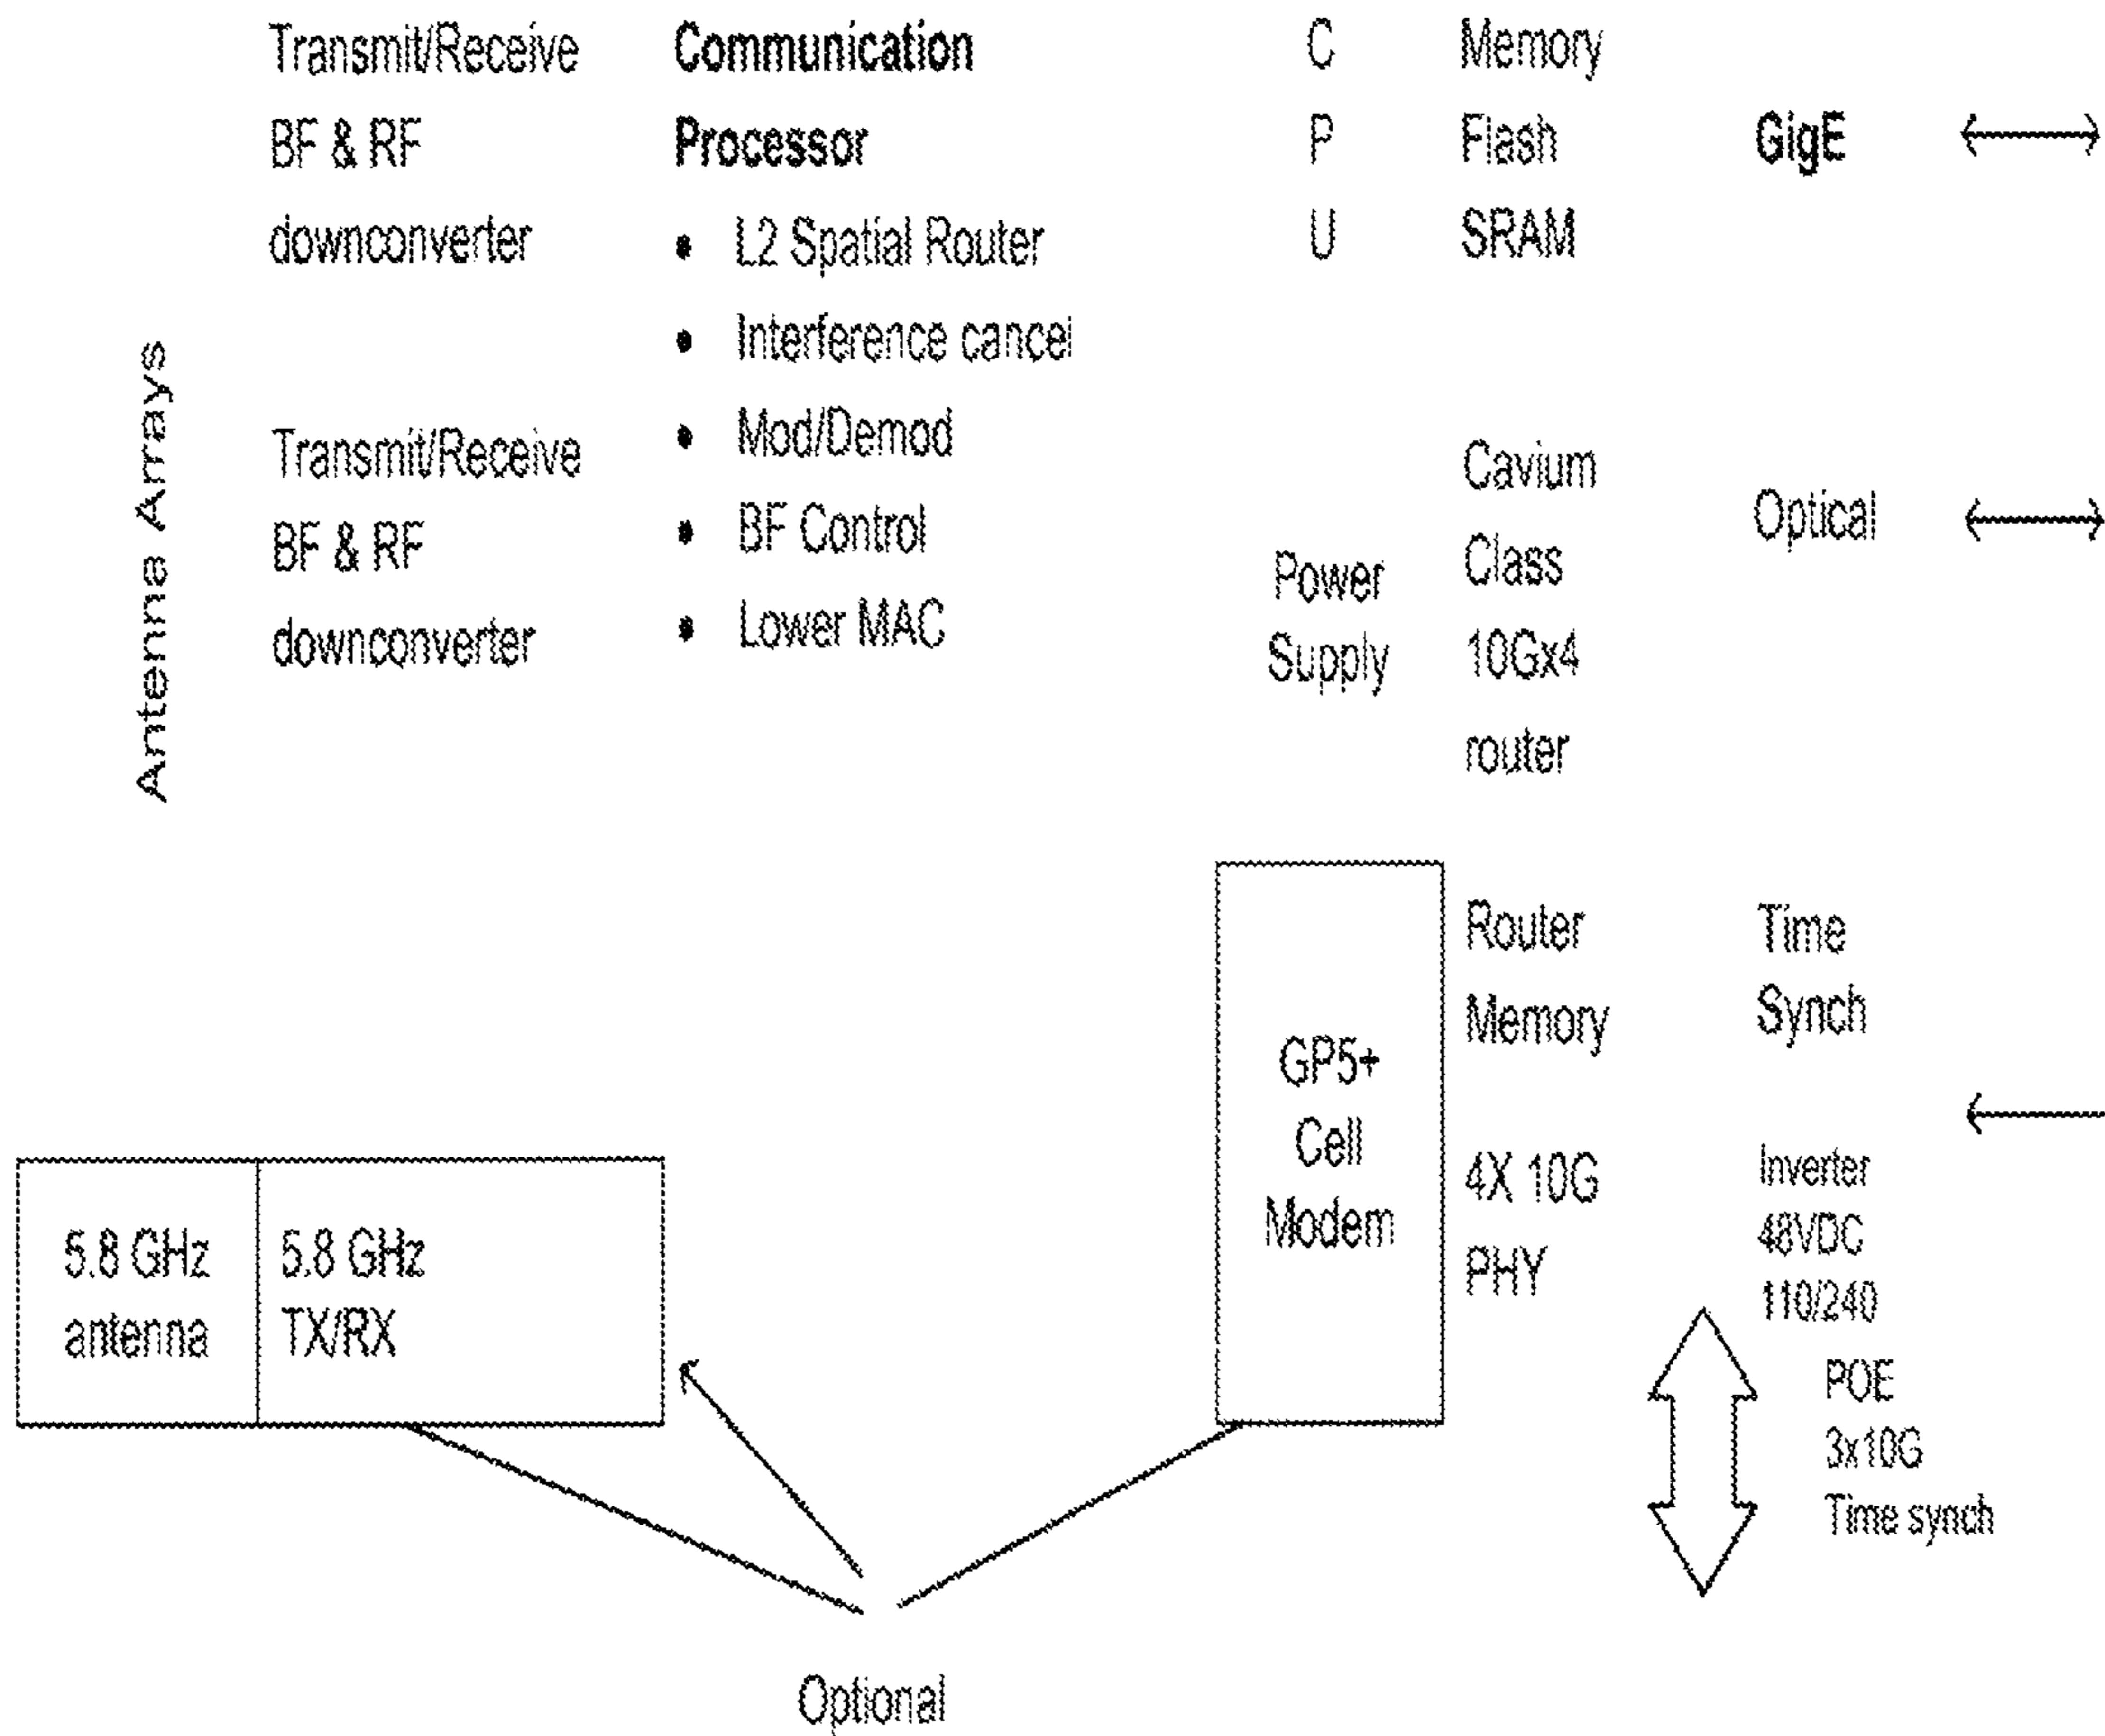 Transmit/Receive
BF & RF
downconverter
Communication
Processor
• L2 Spatial Router
• Interference cancel
• Mod/Demod
• BF Control
• Lower MAC
C
P
U
Memory
Flash
SRAM
GigE
Antenna Arrays
Transmit/Receive
BF & RF
downconverter
Power
Supply
Cavium
Class
10Gx4
router
Optical
GP5+
Cell
Modem
Router
Memory
Time
Synch
4X 10G
PHY
Inverter
48VDC
110/240
5.8 GHz
antenna
5.8 GHz
TX/RX
POE
3x10G
Time synch
Optional